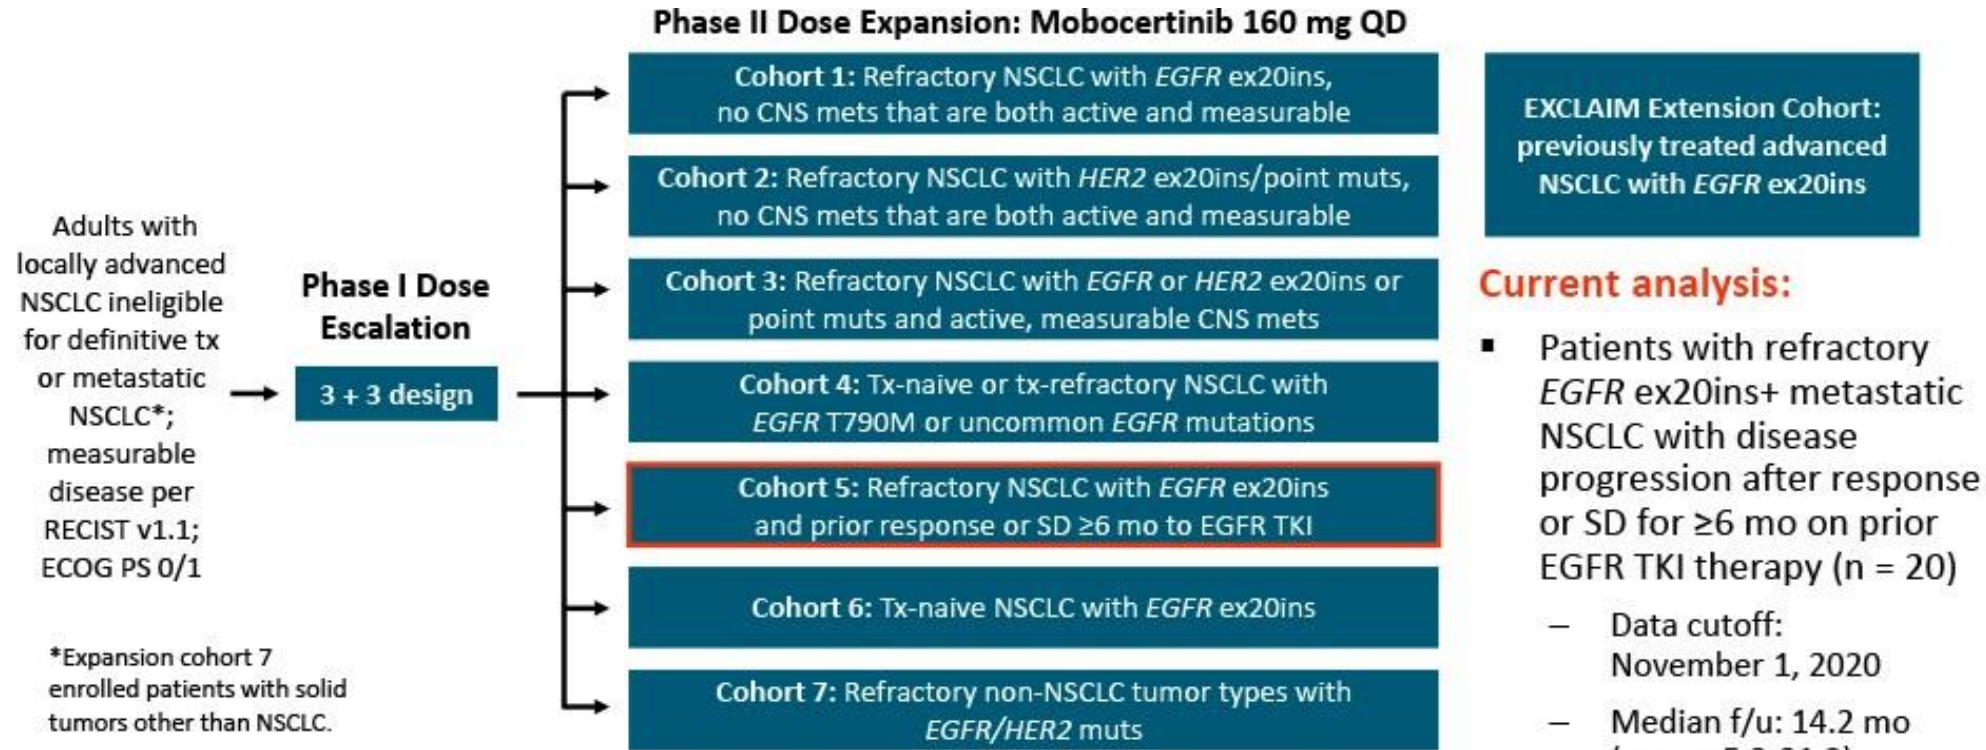 Phase II Dose Expansion: Mobocertinib 160 mg QD
Adults with
locally advanced
NSCLC ineligible
for definitive tx
or metastatic
NSCLC*;
measurable
disease per
RECIST v1.1;
ECOG PS 0/1
*Expansion cohort 7
enrolled patients with solid
tumors other than NSCLC.
Phase I Dose
Escalation
3 + 3 design
Cohort 1: Refractory NSCLC with EGFR ex20ins,
no CNS mets that are both active and measurable
Cohort 2: Refractory NSCLC with HER2 ex20ins/point muts,
no CNS mets that are both active and measurable
Cohort 3: Refractory NSCLC with EGFR or HER2 ex20ins or
point muts and active, measurable CNS mets
Cohort 4: Tx-naive or tx-refractory NSCLC with
EGFR T790M or uncommon EGFR mutations
Cohort 5: Refractory NSCLC with EGFR ex20ins
and prior response or SD ≥6 mo to EGFR TKI
Cohort 6: Tx-naive NSCLC with EGFR ex20ins
Cohort 7: Refractory non-NSCLC tumor types with
EGFR/HER2 muts
EXCLAIM Extension Cohort:
previously treated advanced
NSCLC with EGFR ex20ins
Current analysis:
▪ Patients with refractory
EGFR ex20ins+ metastatic
NSCLC with disease
progression after response
or SD for ≥6 mo on prior
EGFR TKI therapy (n = 20)
– Data cutoff:
November 1, 2020
– Median f/u: 14.2 mo